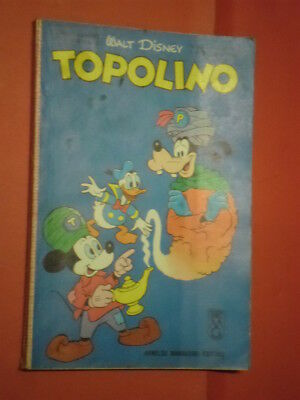 WALT DISNEY
TOPOLINO
P
T
ARNOLDO MONDADORI EDITORE